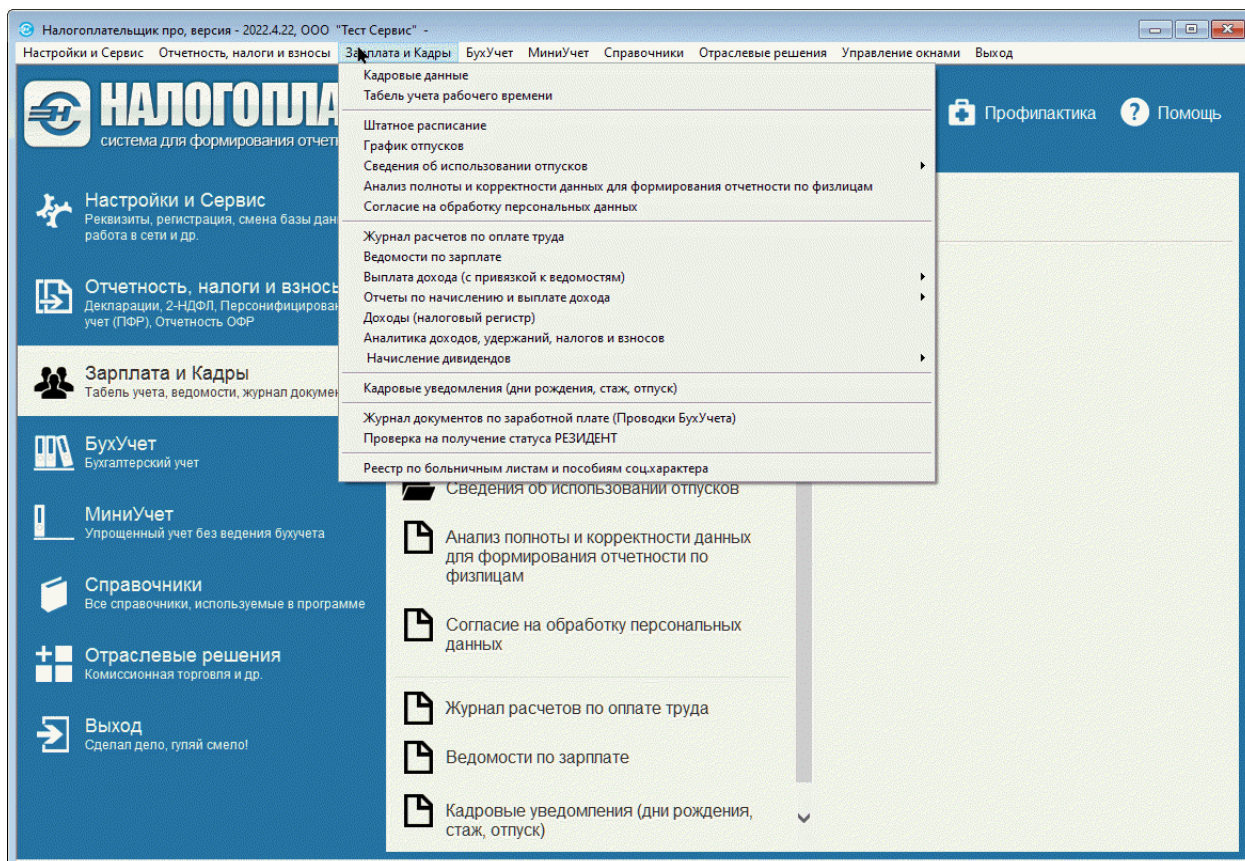 Налогоплательщик про, версия - 2022.4.22, ООО "Тест Сервис" -
Настройки и Сервис Отчетность, налоги и взносы Зарплата и Кадры БухУчет МиниУчет Справочники Отраслевые решения Управление окнами Выход
НАЛОГОПЛА
система для формирования отчет
Профилактика
Помощь
Кадровые данные
Табель учета рабочего времени
Штатное расписание
График отпусков
Сведения об использовании отпусков
Анализ полноты и корректности данных для формирования отчетности по физлицам
Согласие на обработку персональных данных
Журнал расчетов по оплате труда
Ведомости по зарплате
Выплата дохода (с привязкой к ведомостям)
Отчеты по начислению и выплате дохода
Доходы (налоговый регистр)
Аналитика доходов, удержаний, налогов и взносов
Начисление дивидендов
Кадровые уведомления (дни рождения, стаж, отпуск)
Журнал документов по заработной плате (Проводки БухУчета)
Проверка на получение статуса РЕЗИДЕНТ
Реестр по больничным листам и пособиям соц.характера
Настройки и Сервис
Реквизиты, регистрация, смена базы дан
работа в сети и др.
Отчетность, налоги и взносы
Декларации, 2-НДФЛ, Персонифицирован
учет (ПФР), Отчетность ОФР
Зарплата и Кадры
Табель учета, ведомости, журнал докумен
БухУчет
Бухгалтерский учет
МиниУчет
Упрощенный учет без ведения бухучета
Справочники
Все справочники, используемые в программе
Отраслевые решения
Комиссионная торговля и др.
Выход
Сделал дело, гуляй смело!
Сведения об использовании отпусков
Анализ полноты и корректности данных
для формирования отчетности по
физлицам
Согласие на обработку персональных
данных
Журнал расчетов по оплате труда
Ведомости по зарплате
Кадровые уведомления (дни рождения,
стаж, отпуск)